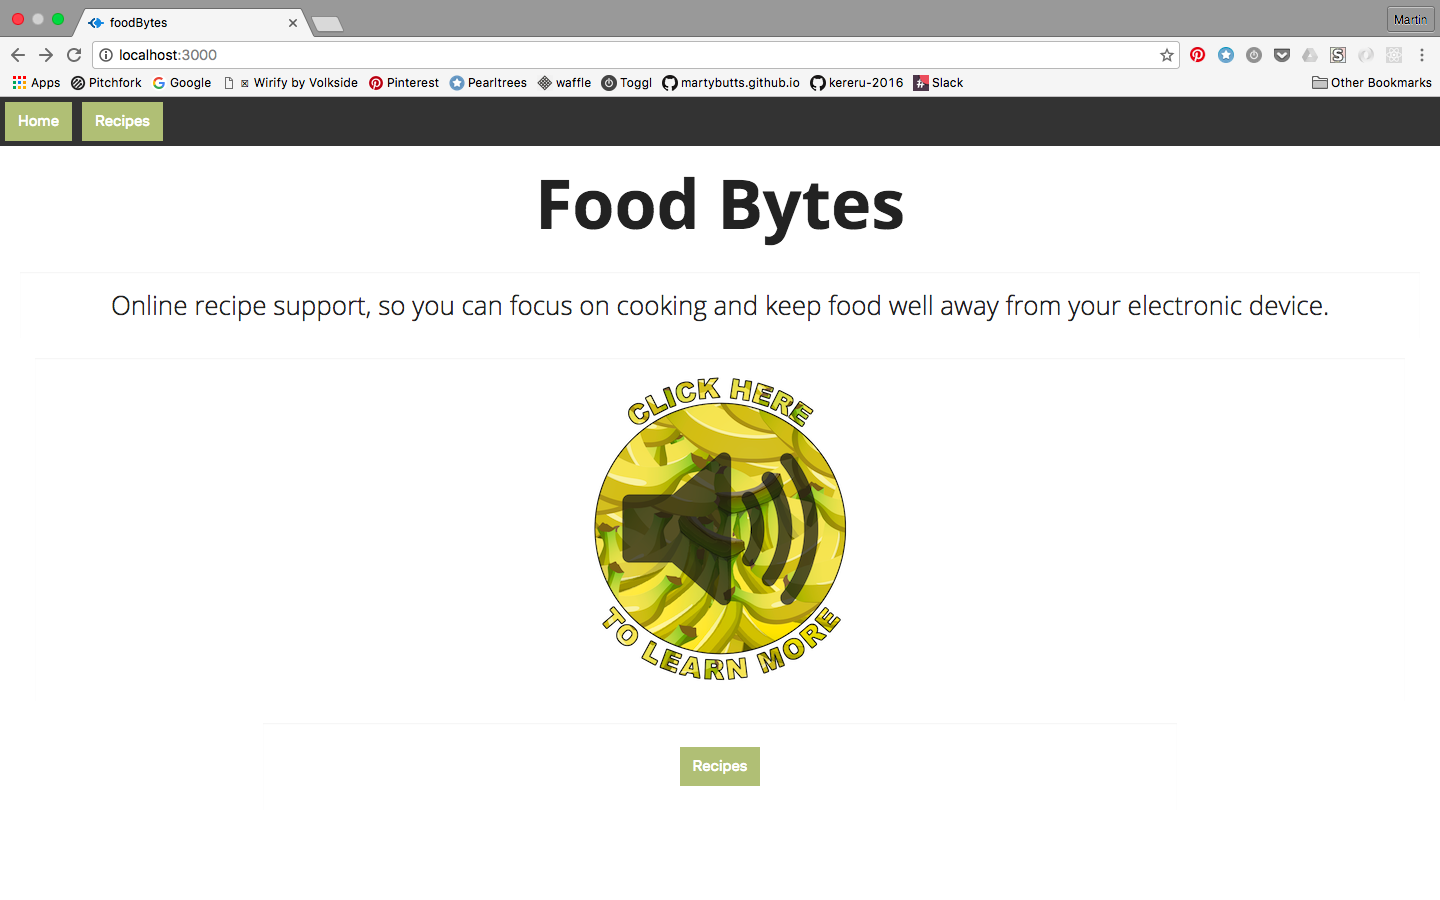 foodBytes
Martin
localhost:3000
Apps Pitchfork Google Wirify by Volkside Pinterest Pearltrees waffle Toggl martybutts.github.io kereru-2016 Slack Other Bookmarks
Home Recipes
Food Bytes
Online recipe support, so you can focus on cooking and keep food well away from your electronic device.
CLICK HERE
TO LEARN MORE
Recipes